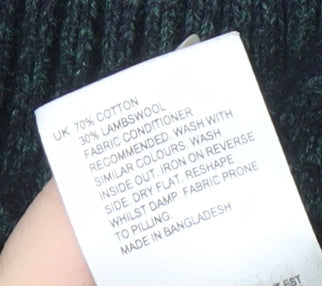 UK 70% COTTON
30% LAMBSWOOL
FABRIC CONDITIONER
RECOMMENDED. WASH WITH
SIMILAR COLOURS. WASH
INSIDE OUT. IRON ON REVERSE
SIDE. DRY FLAT. RESHAPE
WHILST DAMP. FABRIC PRONE
TO PILLING.
MADE IN BANGLADESH